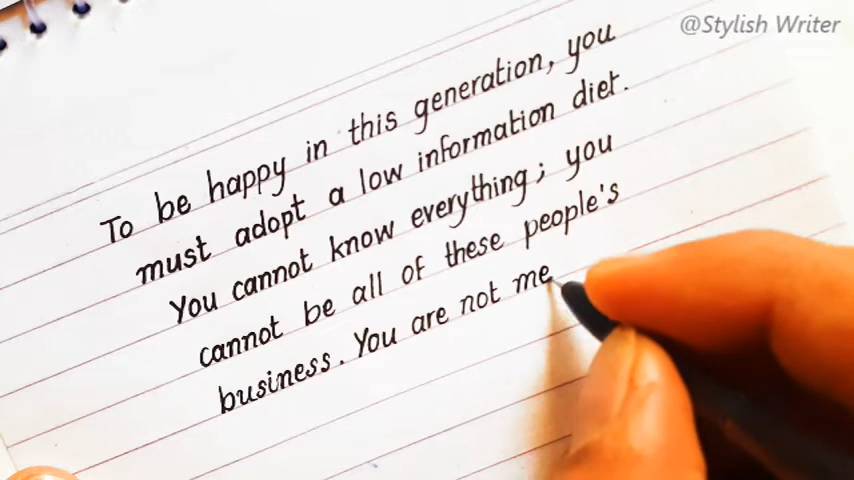 @Stylish Writer
To be happy in this generation, you
must adopt a low information diet.
You cannot know everything; you
cannot be all of these people's
business. You are not me